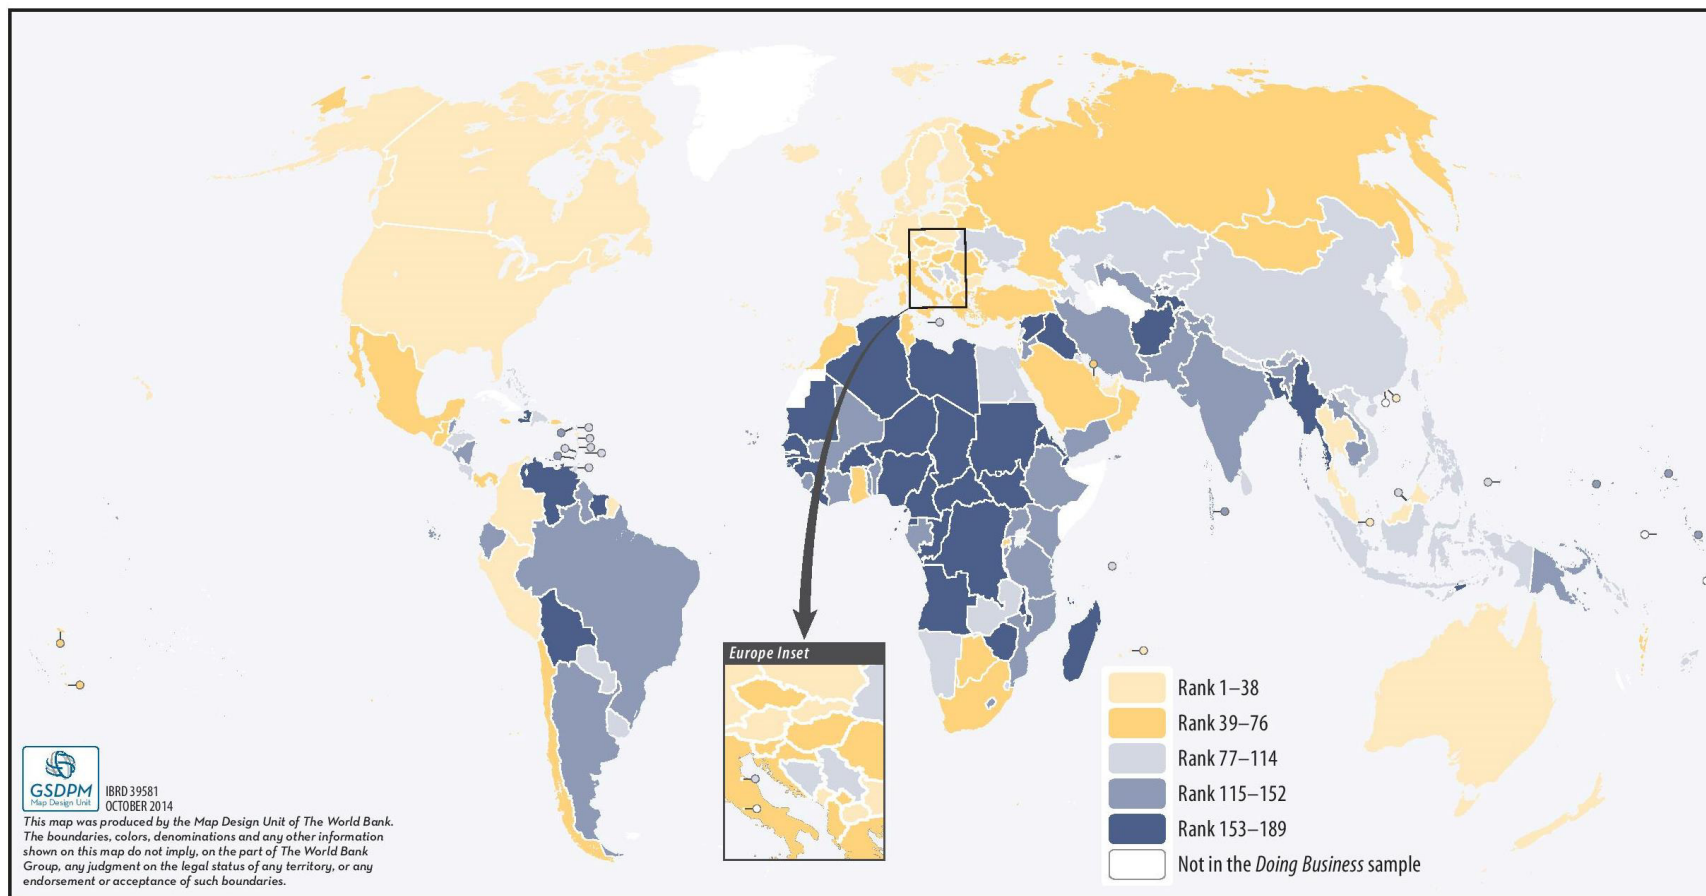 Europe Inset
Rank 1–38
Rank 39–76
Rank 77–114
Rank 115–152
Rank 153–189
Not in the Doing Business sample
GSDPM
Map Design Unit
IBRD 39581
OCTOBER 2014
This map was produced by the Map Design Unit of The World Bank.
The boundaries, colors, denominations and any other information
shown on this map do not imply, on the part of The World Bank
Group, any judgment on the legal status of any territory, or any
endorsement or acceptance of such boundaries.